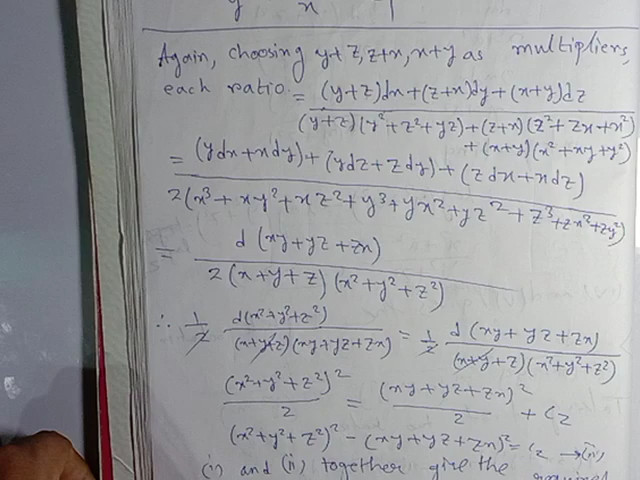 y x 1
Again, choosing y+z, z+x, x+y as multipliers,
each ratio = (y+z)dx+(z+x)dy+(x+y)dz
(y+z)(y²+z²+yz)+(z+x)(z²+zx+x²)
+(x+y)(x²+xy+y²)
= (ydx+xdy)+(ydz+zdy)+(zdx+xdz)
2(x³+xy²+xz²+y³+yx²+yz²+z³+zx²+zy²)
= d(xy+yz+zx)
2(x+y+z)(x²+y²+z²)
∴ 1/2 d(x²+y²+z²) = 1/2 d(xy+yz+zx)
(x+y+z)(xy+yz+zx) (x+y+z)(x²+y²+z²)
(x²+y²+z²)² = (xy+yz+zx)² + C₂
2 2
(x²+y²+z²)² - (xy+yz+zx)² = C₂ → (ii)
(i) and (ii) together give the required